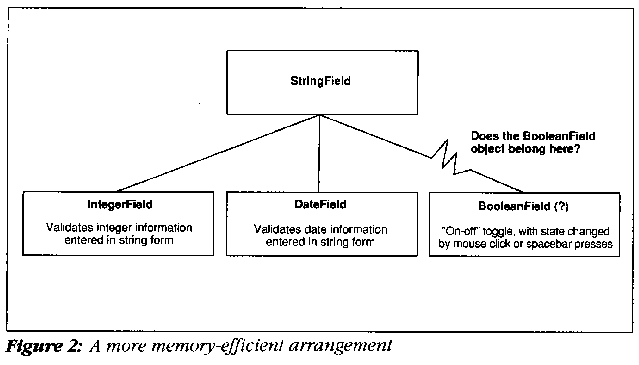 StringField
Does the BooleanField
object belong here?
IntegerField
Validates integer information
entered in string form
DateField
Validates date information
entered in string form
BooleanField (?)
"On-off" toggle, with state changed
by mouse click or spacebar presses
Figure 2: A more memory-efficient arrangement